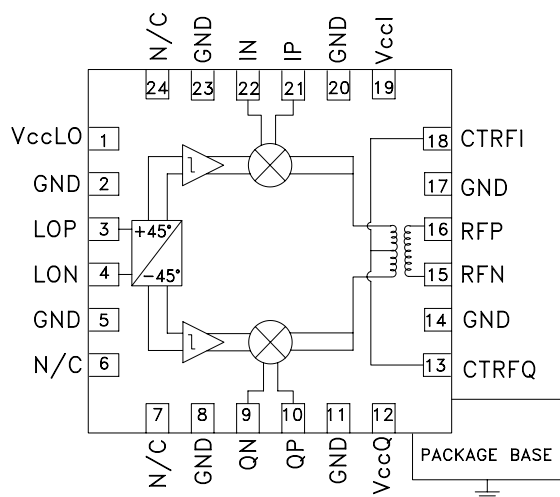 N/C
GND
IN
IP
GND
VccI
24
23
22
21
20
19
VccLO
1
GND
2
LOP
3
LON
4
GND
5
N/C
6
+45°
−45°
18
CTRFI
17
GND
16
RFP
15
RFN
14
GND
13
CTRFQ
7
8
9
10
11
12
N/C
GND
QN
QP
GND
VccQ
PACKAGE BASE